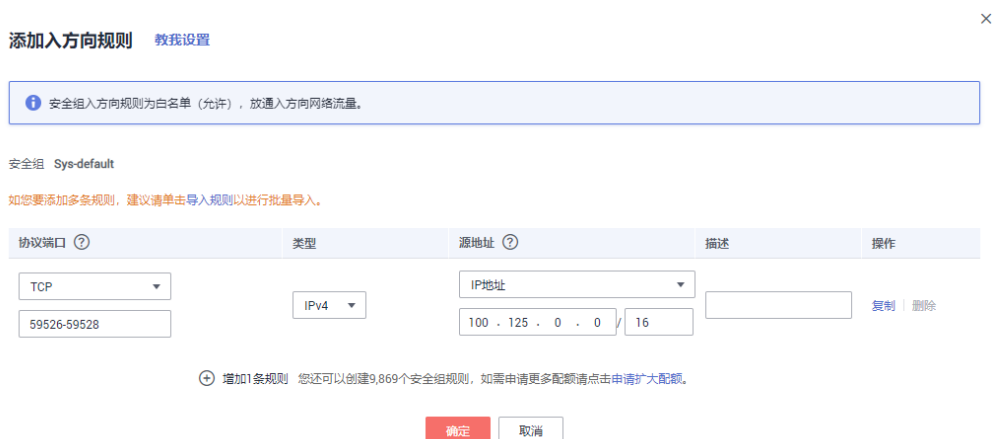 添加入方向规则 教我设置
安全组入方向规则为白名单（允许），放通入方向网络流量。
安全组 Sys-default
如您要添加多条规则，建议请单击导入规则以进行批量导入。
协议端口 类型 源地址 描述 操作
TCP IPv4 IP地址 复制 删除
59526-59528 100 . 125 . 0 . 0 / 16
增加1条规则 您还可以创建9,869个安全组规则，如需申请更多配额请点击申请扩大配额。
确定 取消